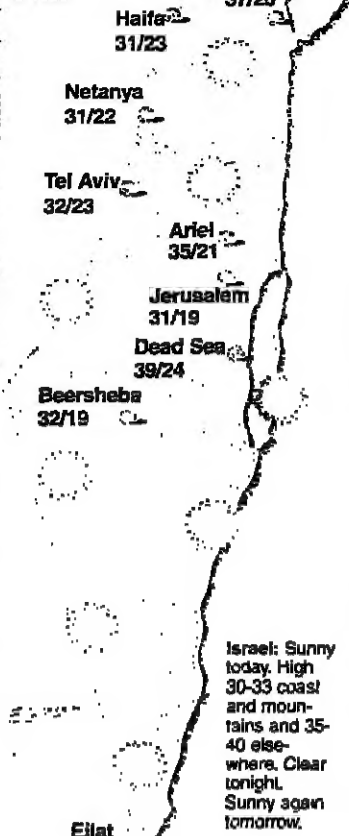 Haifa
31/23
Netanya
31/22
Tel Aviv
32/23
Ariel
35/21
Jerusalem
31/19
Dead Sea
39/24
Beersheba
32/19
Israel: Sunny
today. High
30-33 coast
and moun-
tains and 35-
40 else-
where. Clear
tonight.
Sunny again
tomorrow.
Eilat